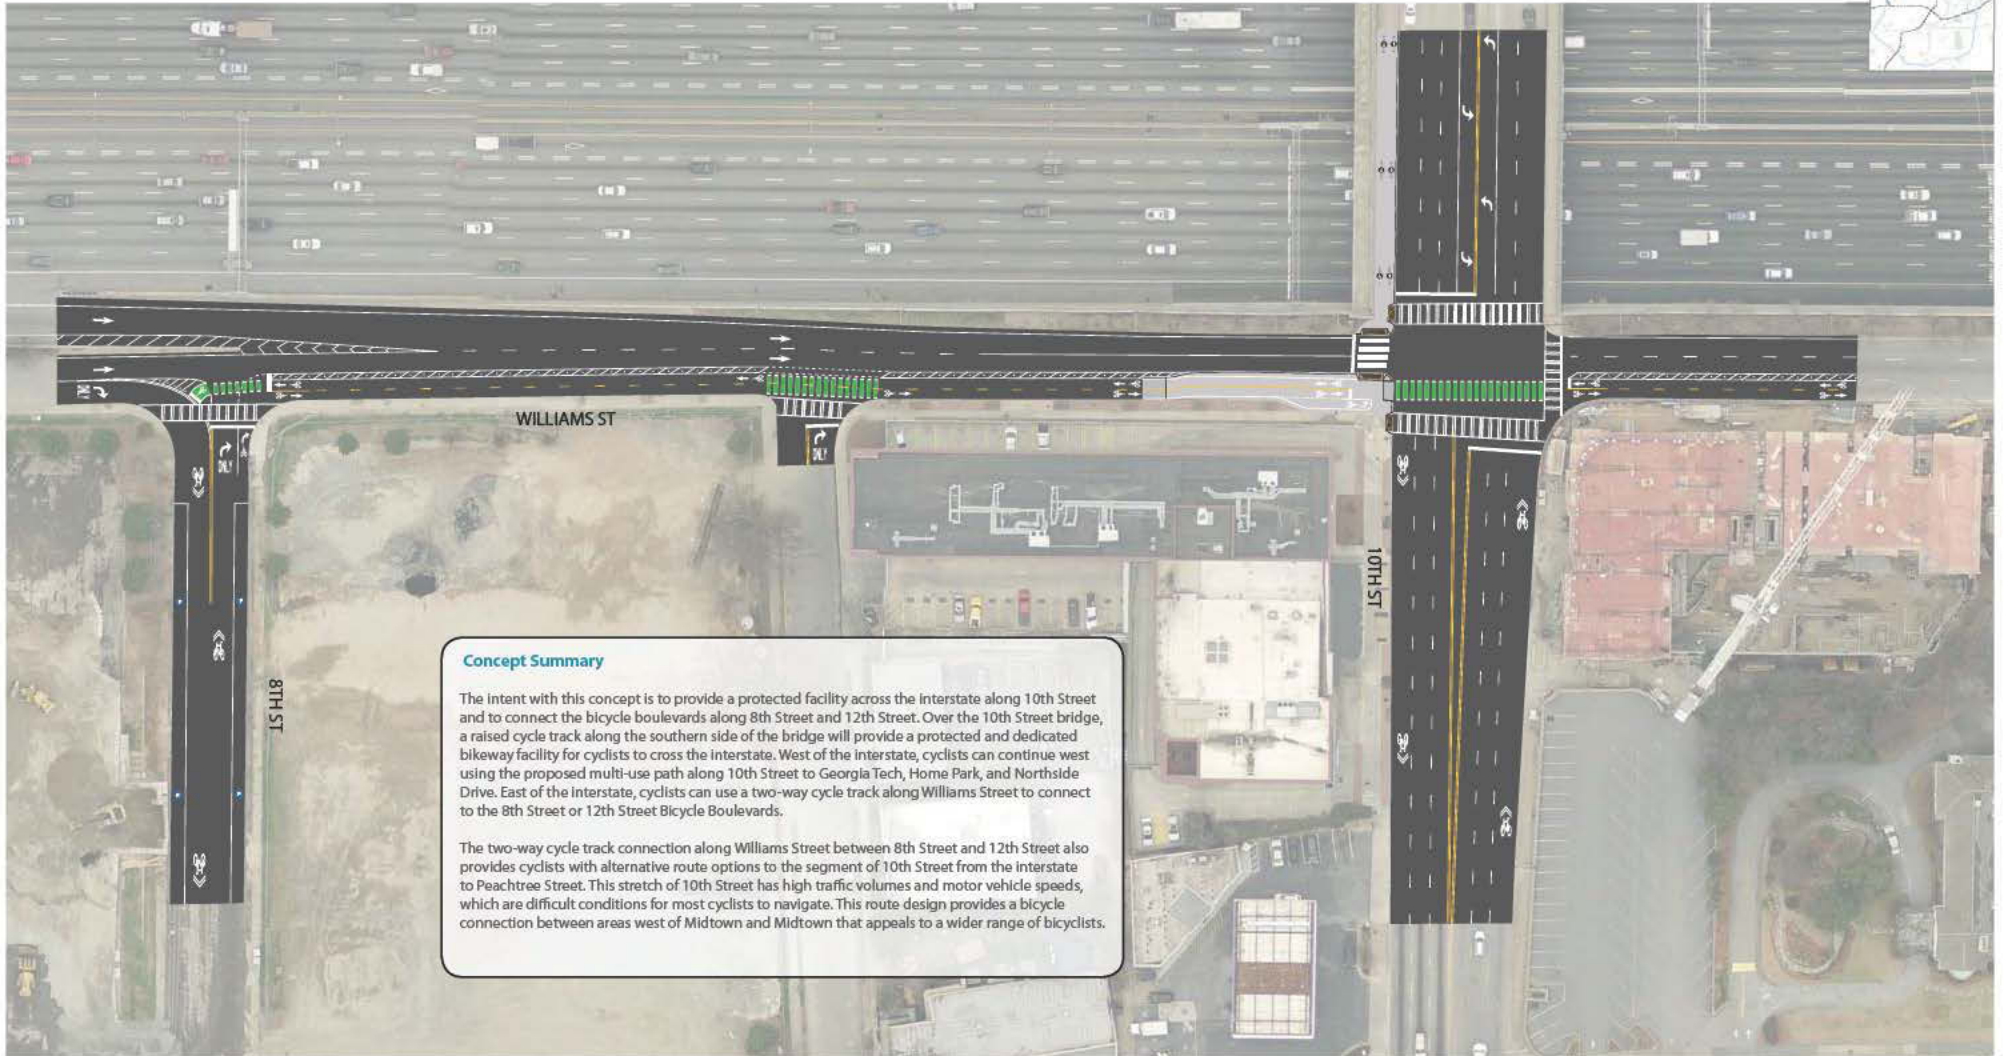 WILLIAMS ST
ONLY
ONLY
10TH ST
8TH ST
Concept Summary
The intent with this concept is to provide a protected facility across the interstate along 10th Street
and to connect the bicycle boulevards along 8th Street and 12th Street. Over the 10th Street bridge,
a raised cycle track along the southern side of the bridge will provide a protected and dedicated
bikeway facility for cyclists to cross the interstate. West of the interstate, cyclists can continue west
using the proposed multi-use path along 10th Street to Georgia Tech, Home Park, and Northside
Drive. East of the interstate, cyclists can use a two-way cycle track along Williams Street to connect
to the 8th Street or 12th Street Bicycle Boulevards.
The two-way cycle track connection along Williams Street between 8th Street and 12th Street also
provides cyclists with alternative route options to the segment of 10th Street from the interstate
to Peachtree Street. This stretch of 10th Street has high traffic volumes and motor vehicle speeds,
which are difficult conditions for most cyclists to navigate. This route design provides a bicycle
connection between areas west of Midtown and Midtown that appeals to a wider range of bicyclists.